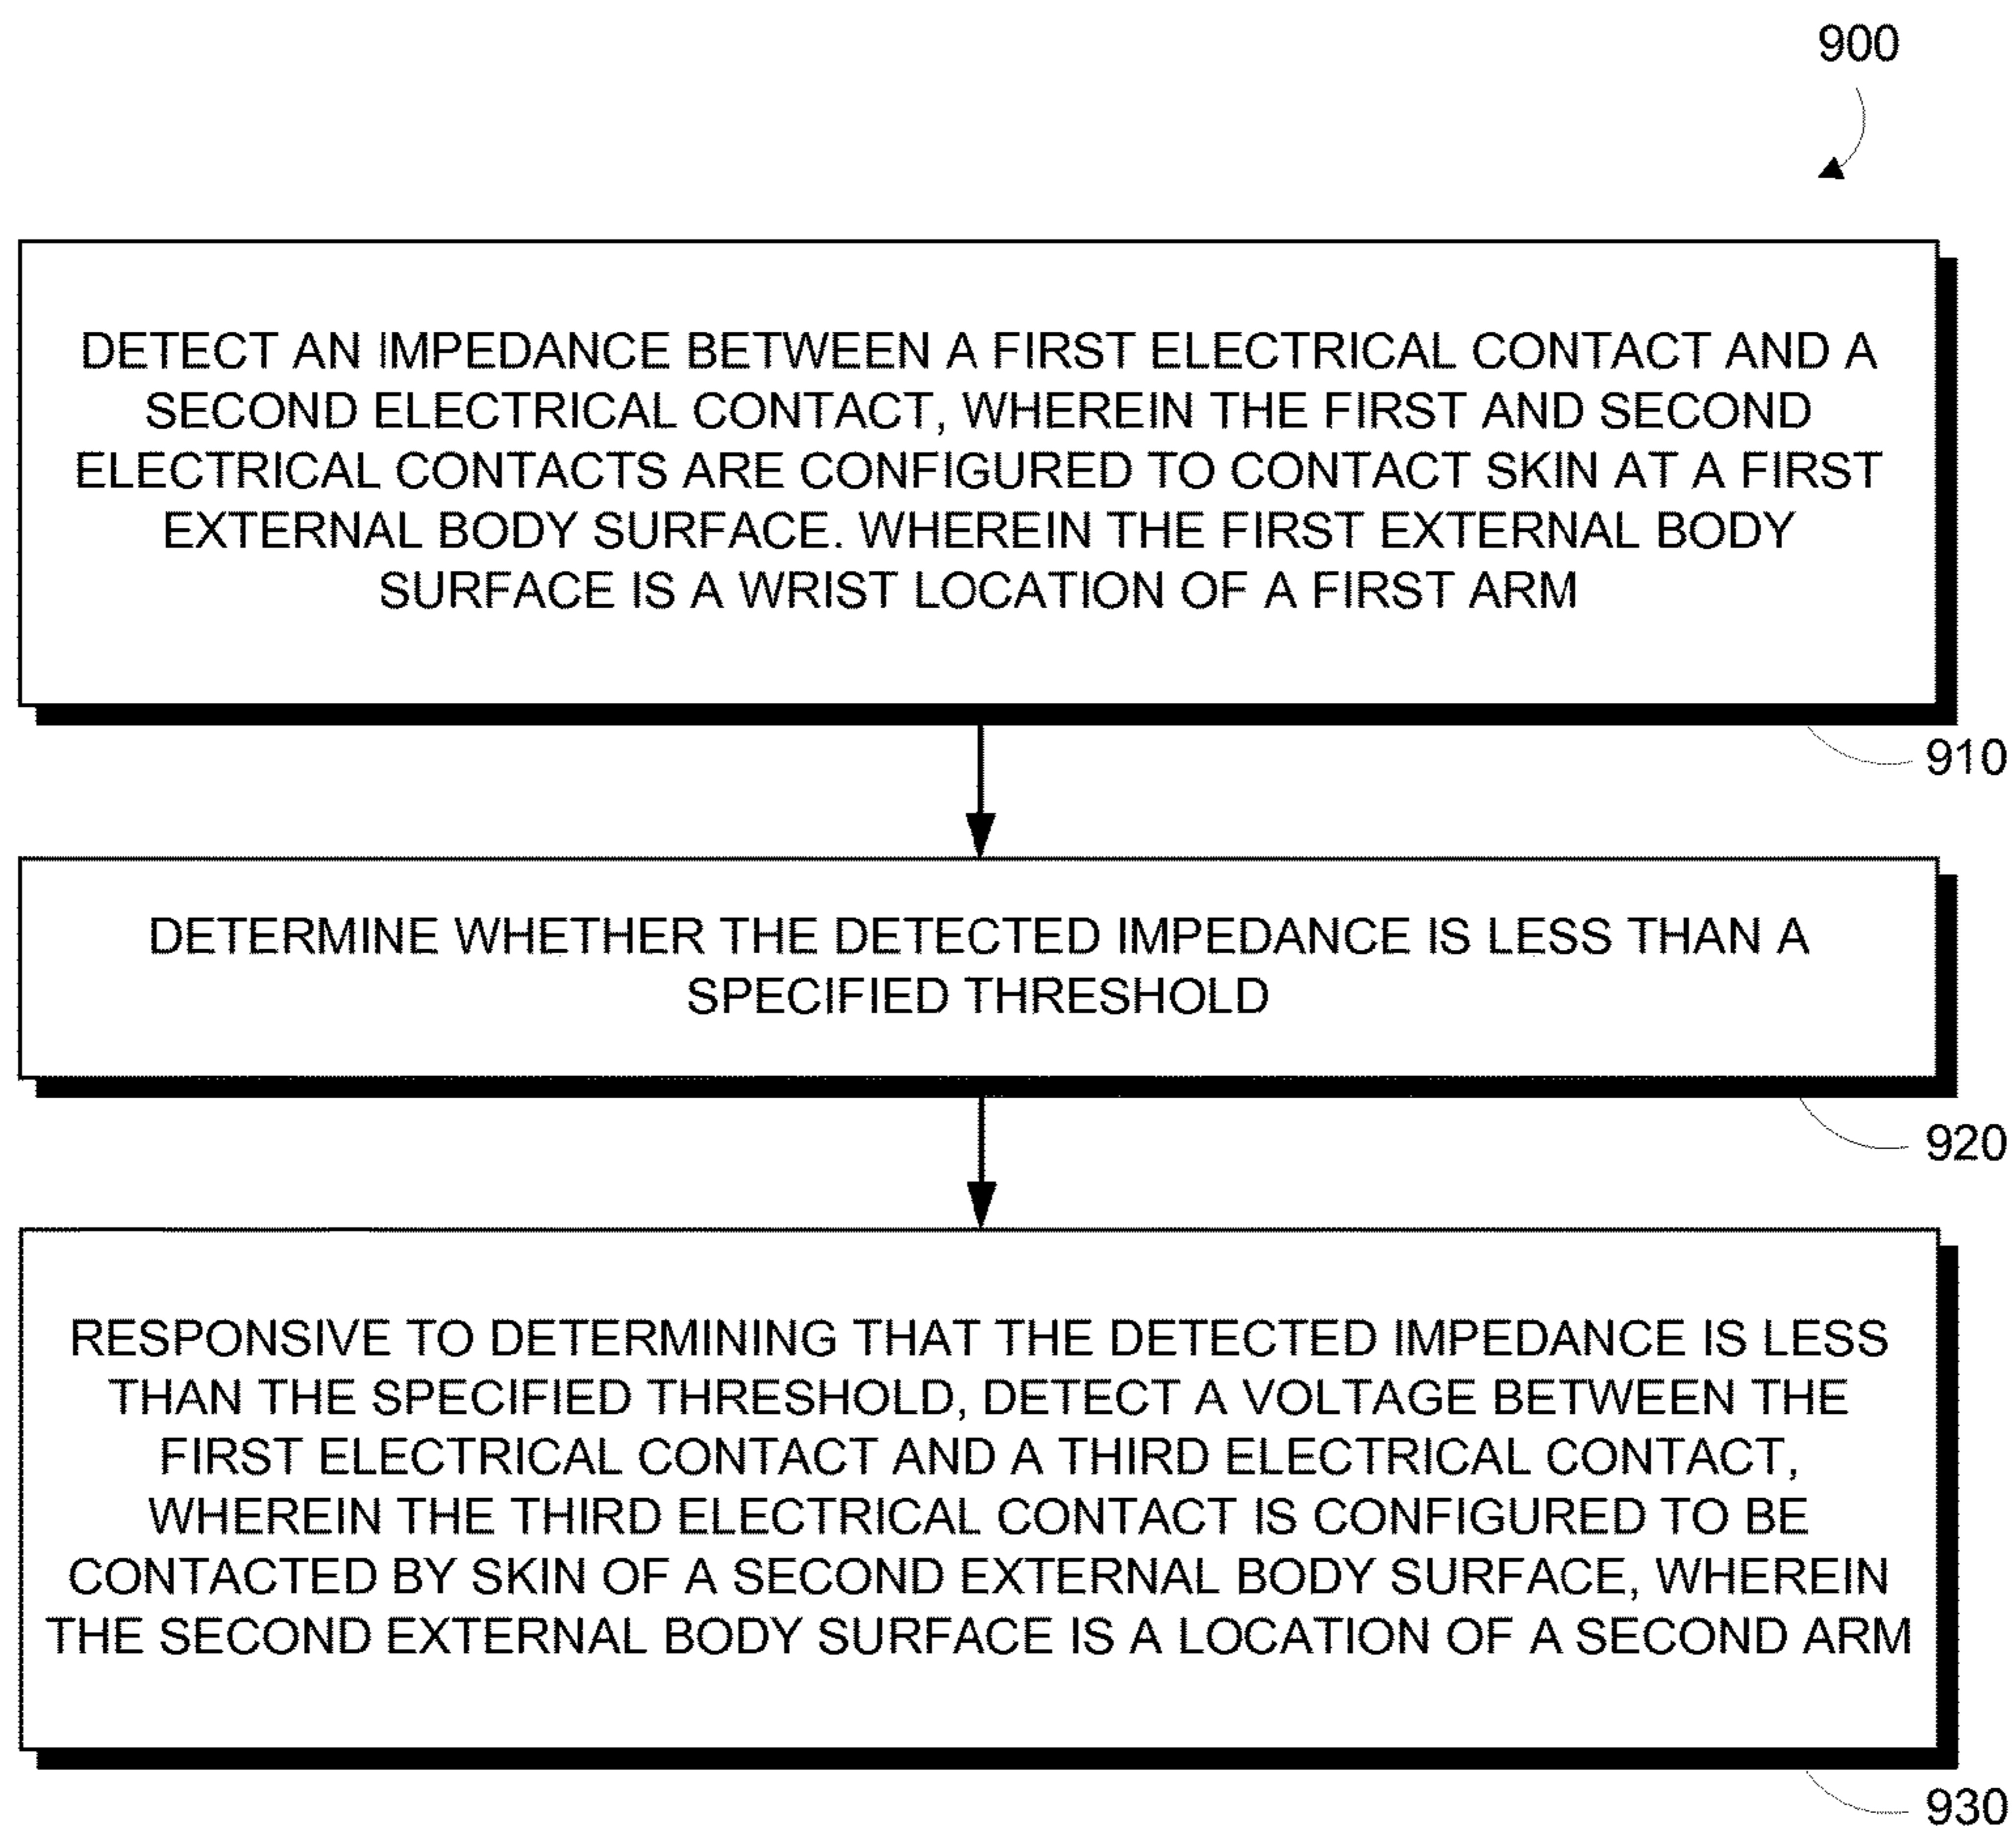 900
DETECT AN IMPEDANCE BETWEEN A FIRST ELECTRICAL CONTACT AND A
SECOND ELECTRICAL CONTACT, WHEREIN THE FIRST AND SECOND
ELECTRICAL CONTACTS ARE CONFIGURED TO CONTACT SKIN AT A FIRST
EXTERNAL BODY SURFACE. WHEREIN THE FIRST EXTERNAL BODY
SURFACE IS A WRIST LOCATION OF A FIRST ARM
910
DETERMINE WHETHER THE DETECTED IMPEDANCE IS LESS THAN A
SPECIFIED THRESHOLD
920
RESPONSIVE TO DETERMINING THAT THE DETECTED IMPEDANCE IS LESS
THAN THE SPECIFIED THRESHOLD, DETECT A VOLTAGE BETWEEN THE
FIRST ELECTRICAL CONTACT AND A THIRD ELECTRICAL CONTACT,
WHEREIN THE THIRD ELECTRICAL CONTACT IS CONFIGURED TO BE
CONTACTED BY SKIN OF A SECOND EXTERNAL BODY SURFACE, WHEREIN
THE SECOND EXTERNAL BODY SURFACE IS A LOCATION OF A SECOND ARM
930